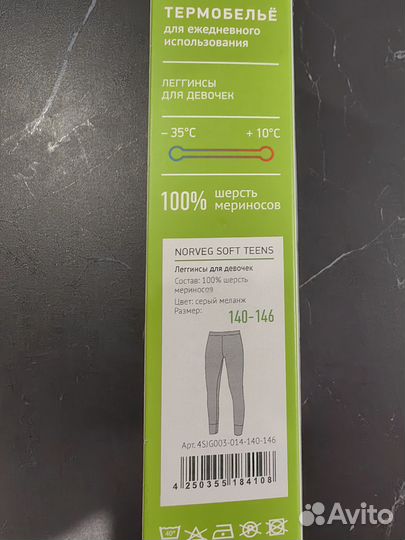 ТЕРМОБЕЛЬЁ
для ежедневного
использования
ЛЕГГИНСЫ
ДЛЯ ДЕВОЧЕК
– 35°C + 10°C
100% шерсть
мериносов
NORVEG SOFT TEENS
Леггинсы для девочек
Состав: 100% шерсть
мериносов
Цвет: серый меланж
Размер:
140-146
Арт. 4SJG003-014-140-146
4 250355 184108
40°
Avito